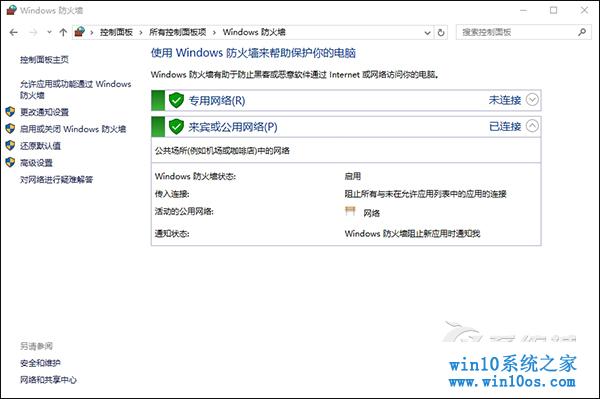 Windows 防火墙
控制面板 › 所有控制面板项 › Windows 防火墙
搜索控制面板
控制面板主页
允许应用或功能通过 Windows
防火墙
更改通知设置
启用或关闭 Windows 防火墙
还原默认值
高级设置
对网络进行疑难解答
另请参阅
安全和维护
网络和共享中心
使用 Windows 防火墙来帮助保护你的电脑
Windows 防火墙有助于防止黑客或恶意软件通过 Internet 或网络访问你的电脑。
专用网络(R) 未连接
来宾或公用网络(P) 已连接
公共场所(例如机场或咖啡店)中的网络
Windows 防火墙状态: 启用
传入连接: 阻止所有与未在允许应用列表中的应用的连接
活动的公用网络: 网络
通知状态: Windows 防火墙阻止新应用时通知我
win10系统之家
www.win10os.com